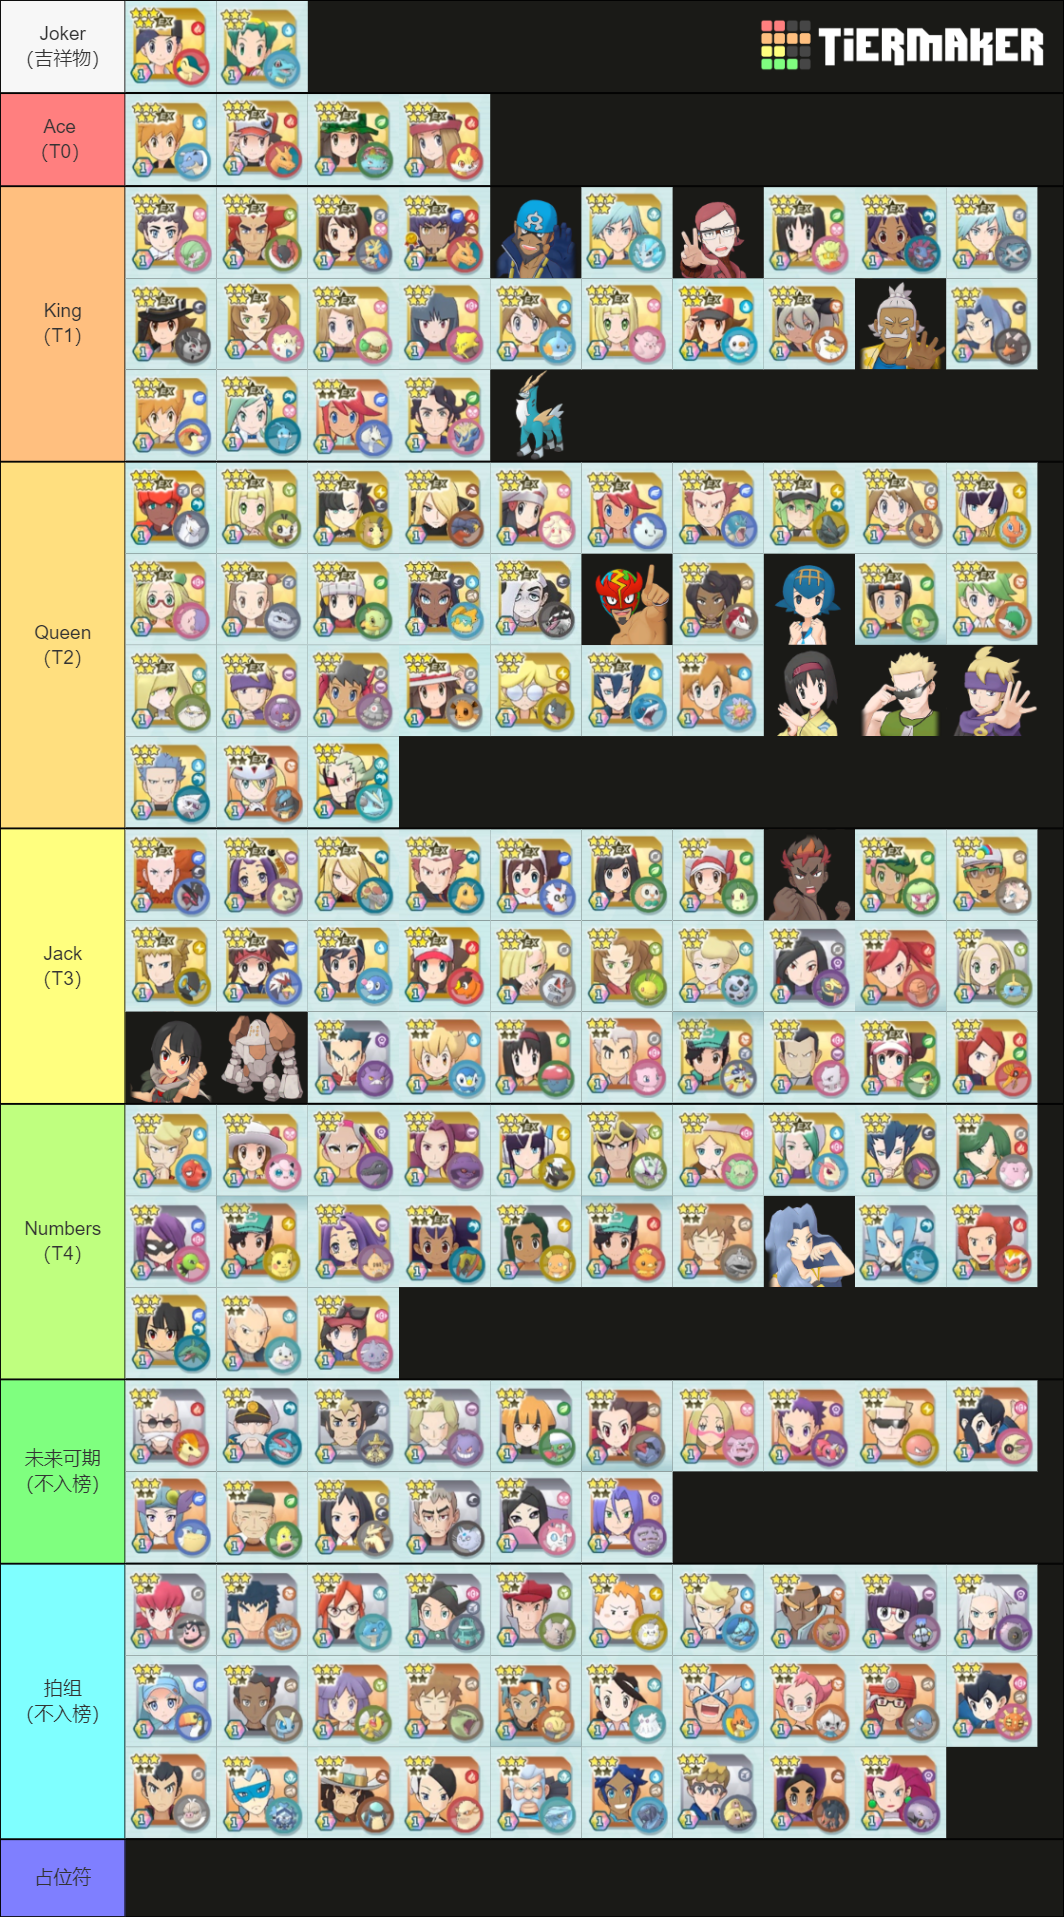 Joker
(吉祥物)
TiERMAKER
Ace
(T0)
King
(T1)
Queen
(T2)
Jack
(T3)
Numbers
(T4)
未来可期
(不入榜)
拍组
(不入榜)
占位符